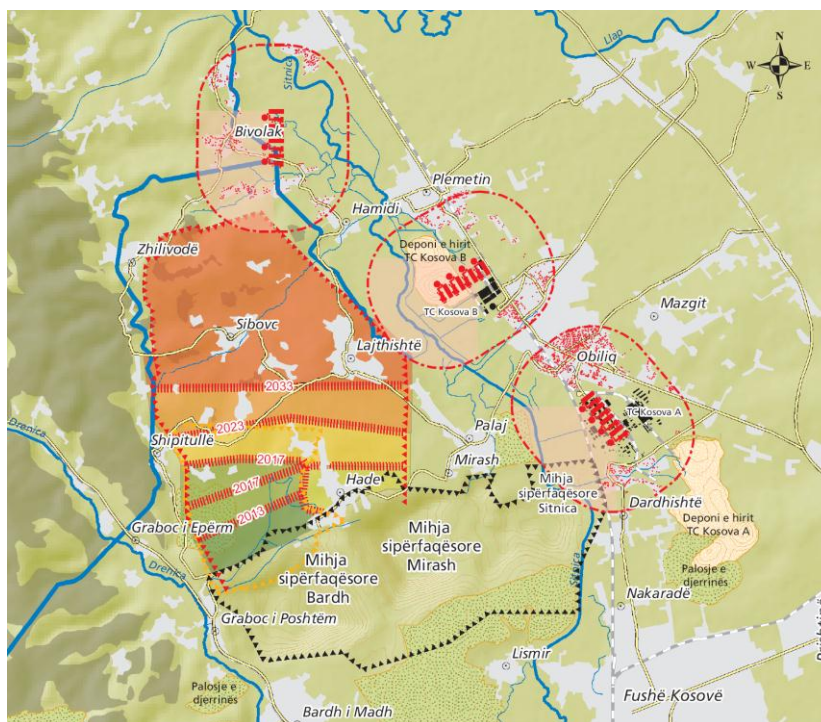 Llap
N
W E
S
Sitnica
Bivolak
Plemetin
Hamidi
Deponi e hirit
TC Kosova B
Zhilivodë
TC Kosova B
Mazgit
Sibovc
Lajthishtë
Obiliq
2033
TC Kosova A
2023
Drenica
Shipitullë
Palaj
2017
Mirash
2017
Hade
Mihja
sipërfaqësore
Sitnica
2013
Dardhishtë
Graboc i Epërm
Mihja
sipërfaqësore
Mirash
Deponi e hirit
TC Kosova A
Drenica
Mihja
sipërfaqësore
Bardh
Sitnica
Palosje e
djerrinës
Nakaradë
Graboc i Poshtëm
Lismir
Palosje e
djerrinës
Fushë Kosovë
Bardh i Madh